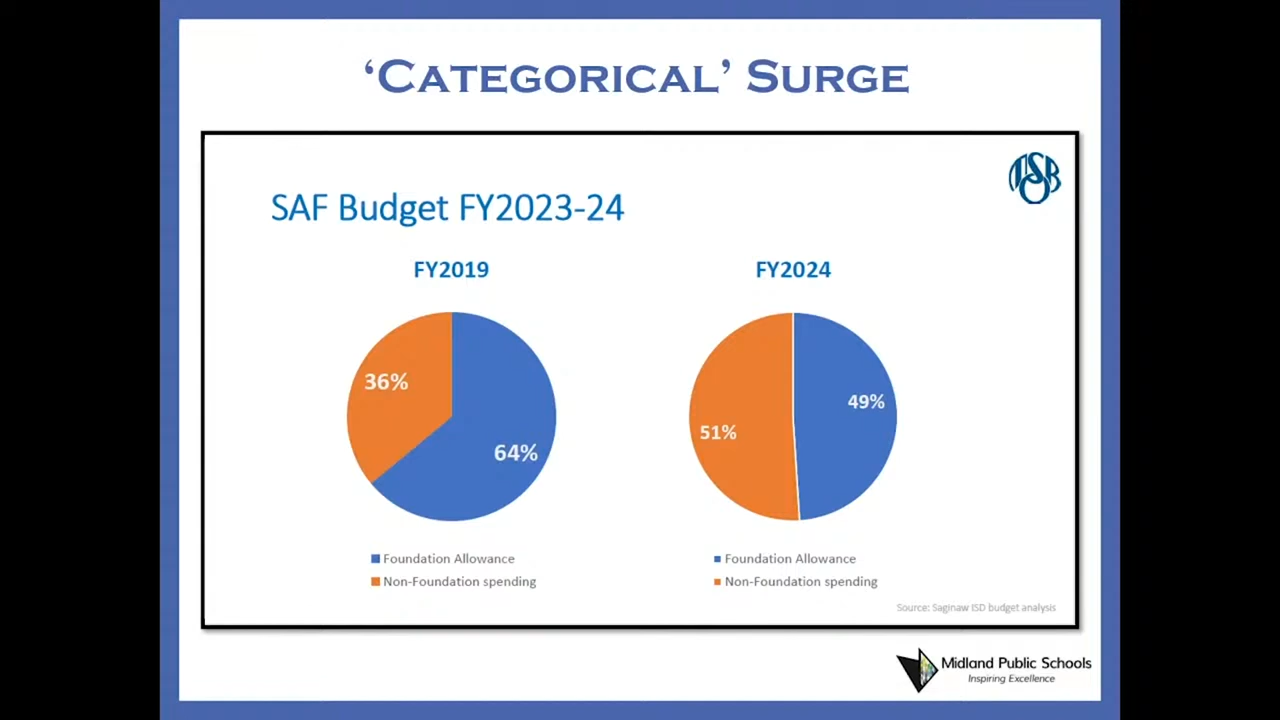 ‘CATEGORICAL’ SURGE
SAF Budget FY2023-24
FY2019
FY2024
36%
64%
51%
49%
Foundation Allowance
Non-Foundation spending
Foundation Allowance
Non-Foundation spending
Source: Saginaw ISD budget analysis
Midland Public Schools
Inspiring Excellence